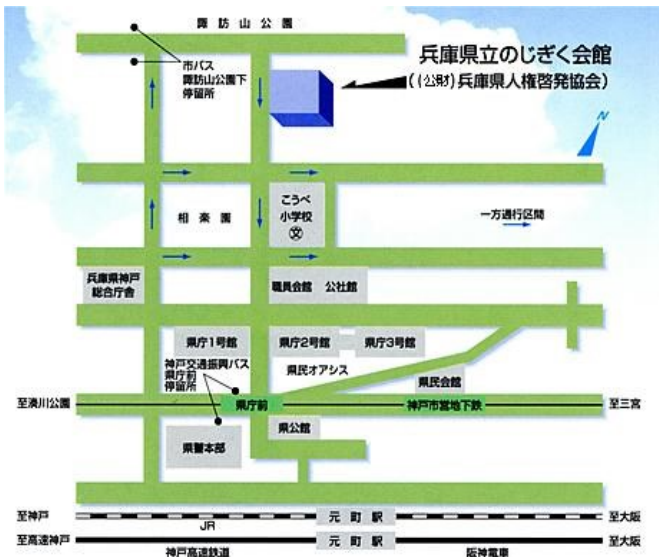 諏訪山公園
兵庫県立のじぎく会館
((公財)兵庫県人権啓発協会)
市バス
諏訪山公園下
停留所
N
こうべ
小学校
文
相楽園
一方通行区間
兵庫県神戸
総合庁舎
職員会館 公社館
県庁1号館
県庁2号館
県庁3号館
神戸交通振興バス
県庁前
停留所
県民オアシス
県民会館
至湊川公園
県庁前
神戸市営地下鉄
至三宮
県公館
県警本部
至神戸
元町駅
至大阪
JR
至高速神戸
元町駅
至大阪
神戸高速鉄道
阪神電車